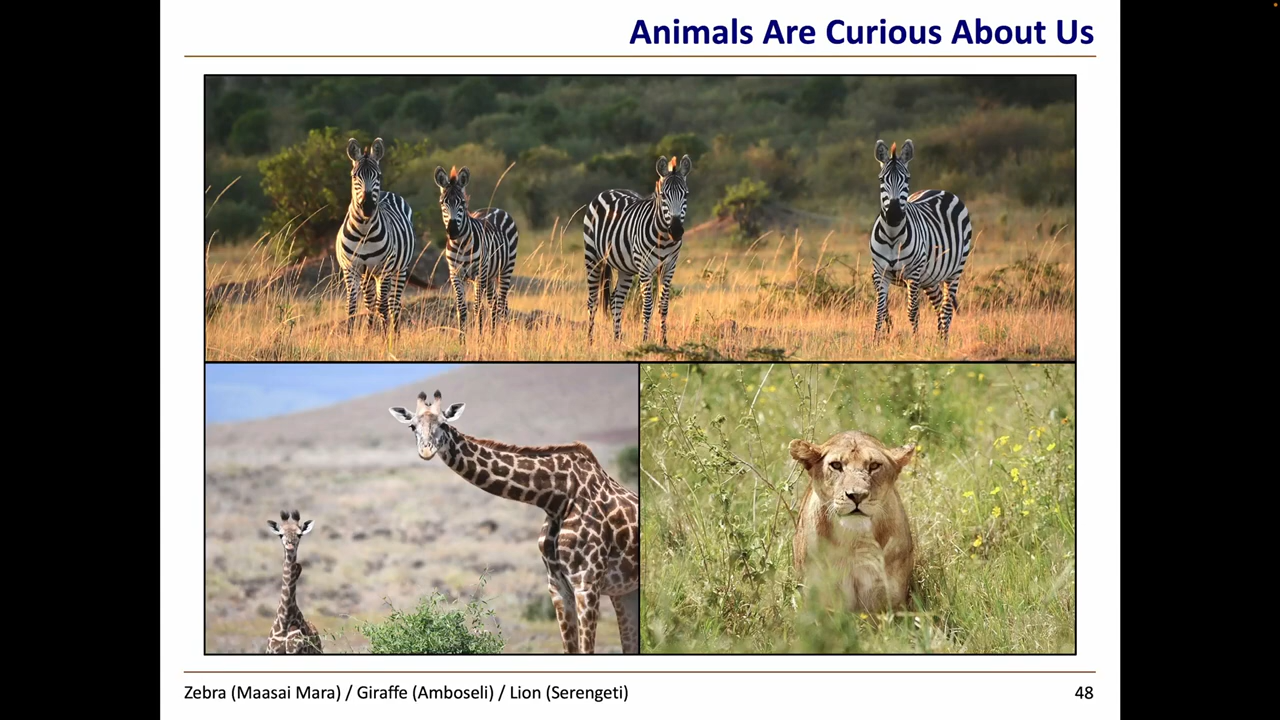 Animals Are Curious About Us
Zebra (Maasai Mara) / Giraffe (Amboseli) / Lion (Serengeti)
48